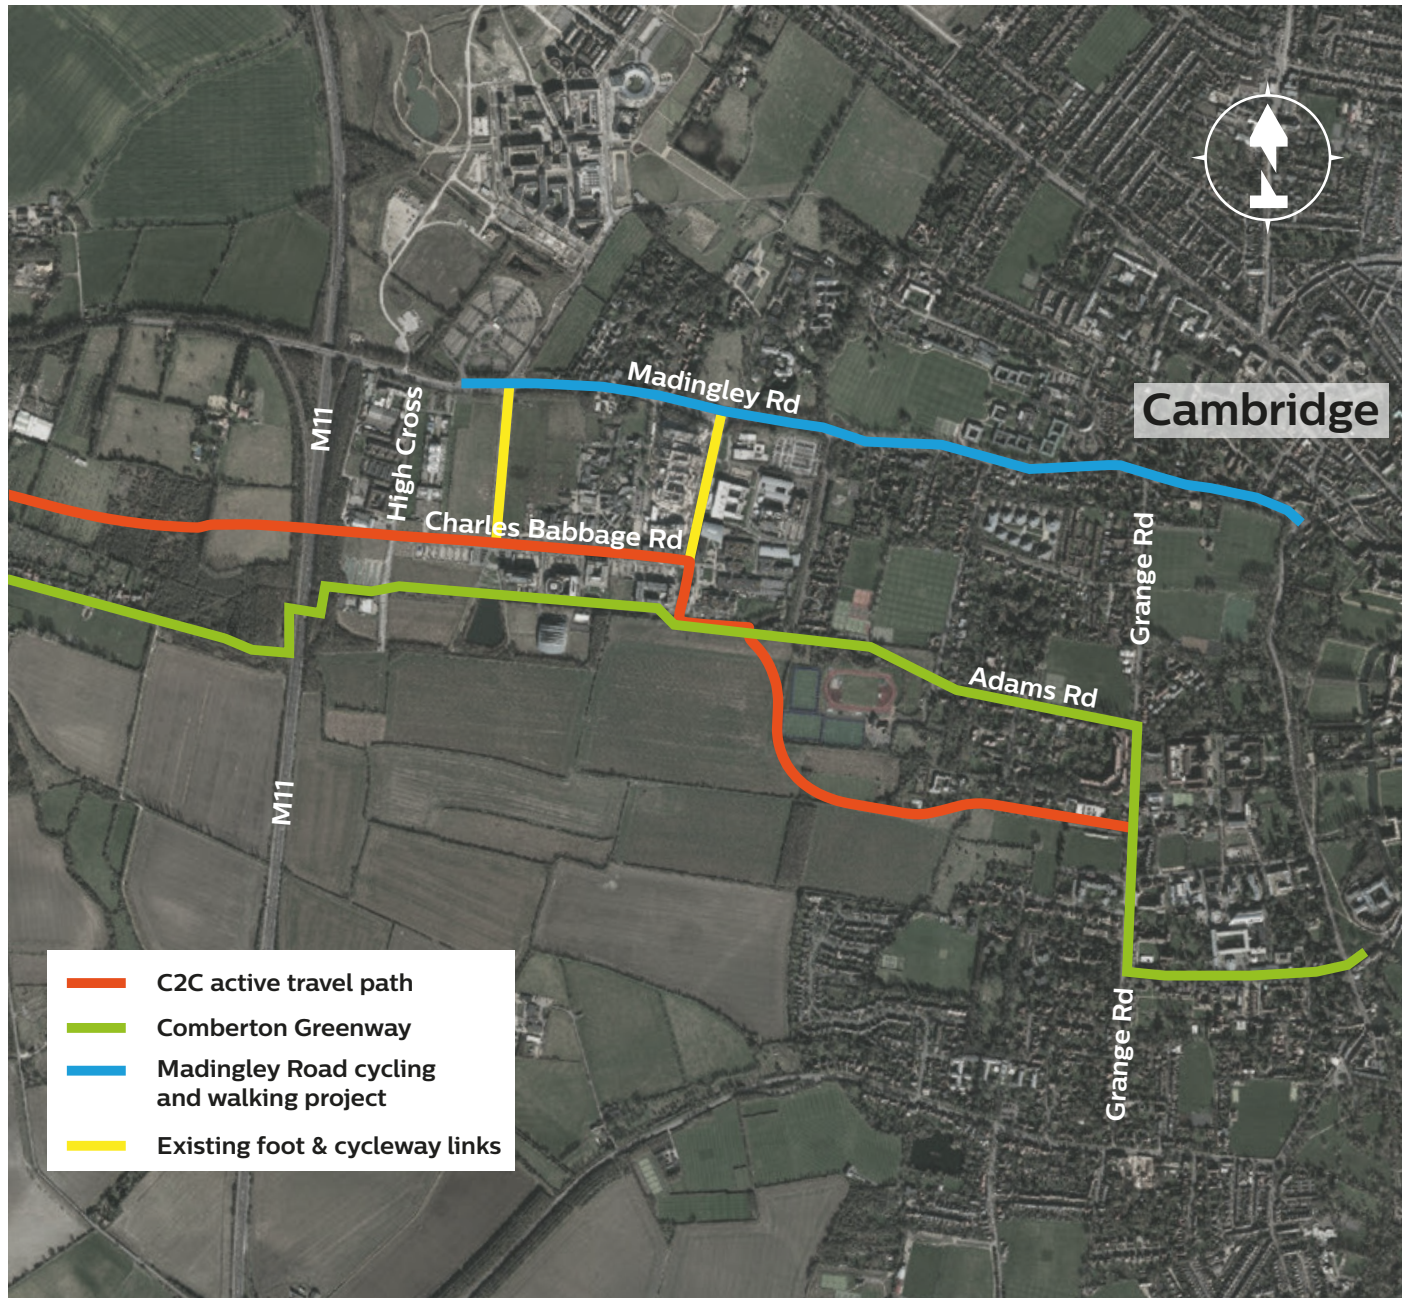 Madingley Rd
Cambridge
M11
High Cross
Charles Babbage Rd
Grange Rd
Adams Rd
M11
C2C active travel path
Comberton Greenway
Madingley Road cycling
and walking project
Existing foot & cycleway links
Grange Rd